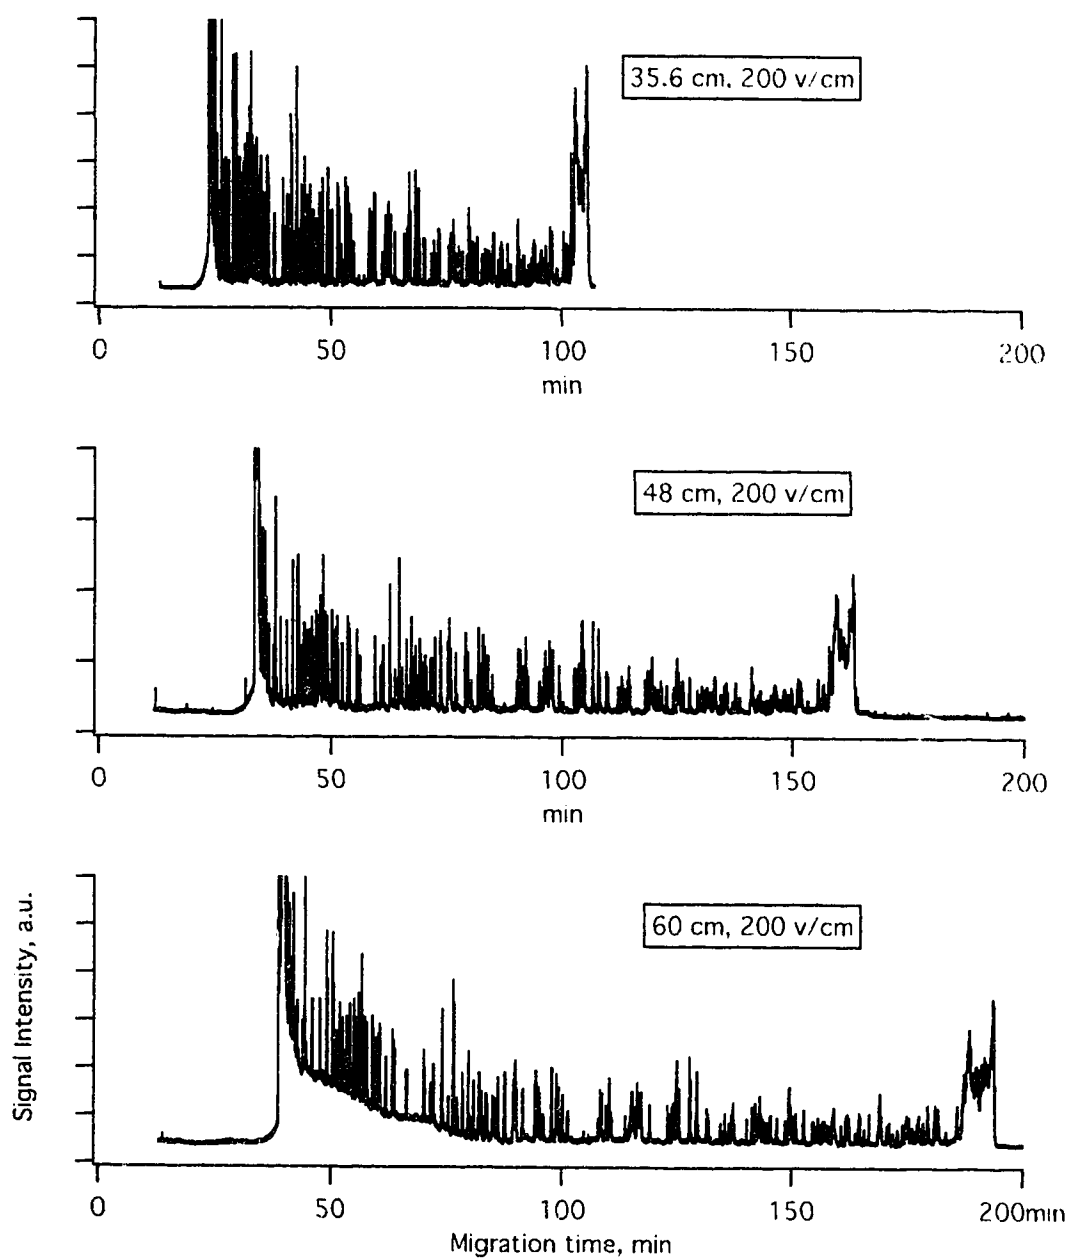 35.6 cm, 200 v/cm
0 50 100 150 200
min
48 cm, 200 v/cm
0 50 100 150 200
min
Signal Intensity, a.u.
60 cm, 200 v/cm
0 50 100 150 200min
Migration time, min